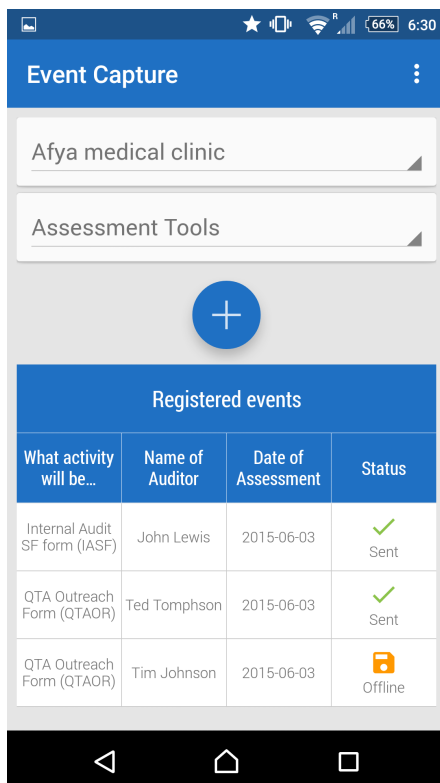 R
66% 6:30
Event Capture
Afya medical clinic
Assessment Tools
Registered events
What activity will be... Name of Auditor Date of Assessment Status
Internal Audit SF form (IASF) John Lewis 2015-06-03 Sent
QTA Outreach Form (QTAOR) Ted Tomphson 2015-06-03 Sent
QTA Outreach Form (QTAOR) Tim Johnson 2015-06-03 Offline